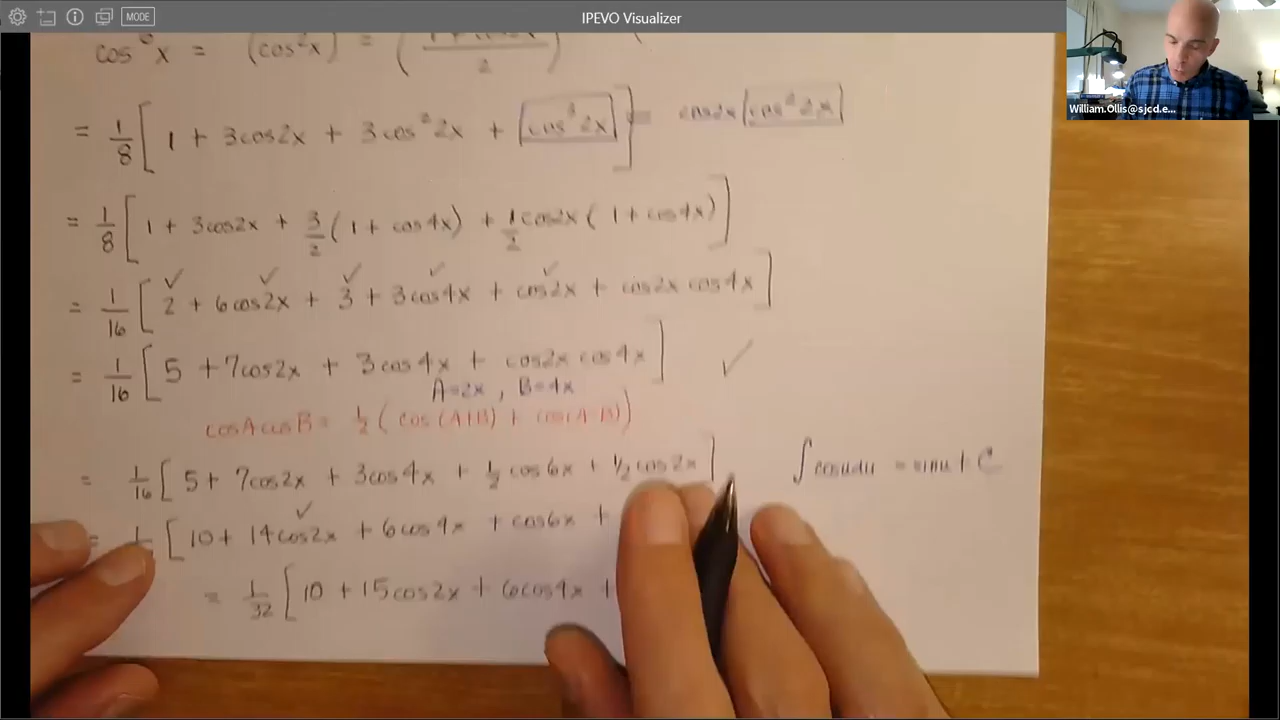 MODE
IPEVO Visualizer
William.Ollis@sjcd.e...
cos⁶x = (cos²x) = ( / 2 )
= 1/8 [ 1 + 3cos2x + 3cos²2x + cos³2x ] = cos2x cos²2x
= 1/8 [ 1 + 3cos2x + 3/2 ( 1 + cos4x ) + 1/2 cos2x ( 1 + cos4x ) ]
= 1/16 [ 2 + 6cos2x + 3 + 3cos4x + cos2x + cos2x cos4x ]
= 1/16 [ 5 + 7cos2x + 3cos4x + cos2x cos4x ] ✓
A=2x , B=4x
cosAcosB = 1/2 ( cos(A+B) + cos(A-B) )
= 1/16 [ 5 + 7cos2x + 3cos4x + 1/2 cos6x + 1/2 cos2x ] ∫cosudu = sinu + C
= [ 10 + 14cos2x + 6cos4x + cos6x +
= 1/32 [ 10 + 15cos2x + 6cos4x +